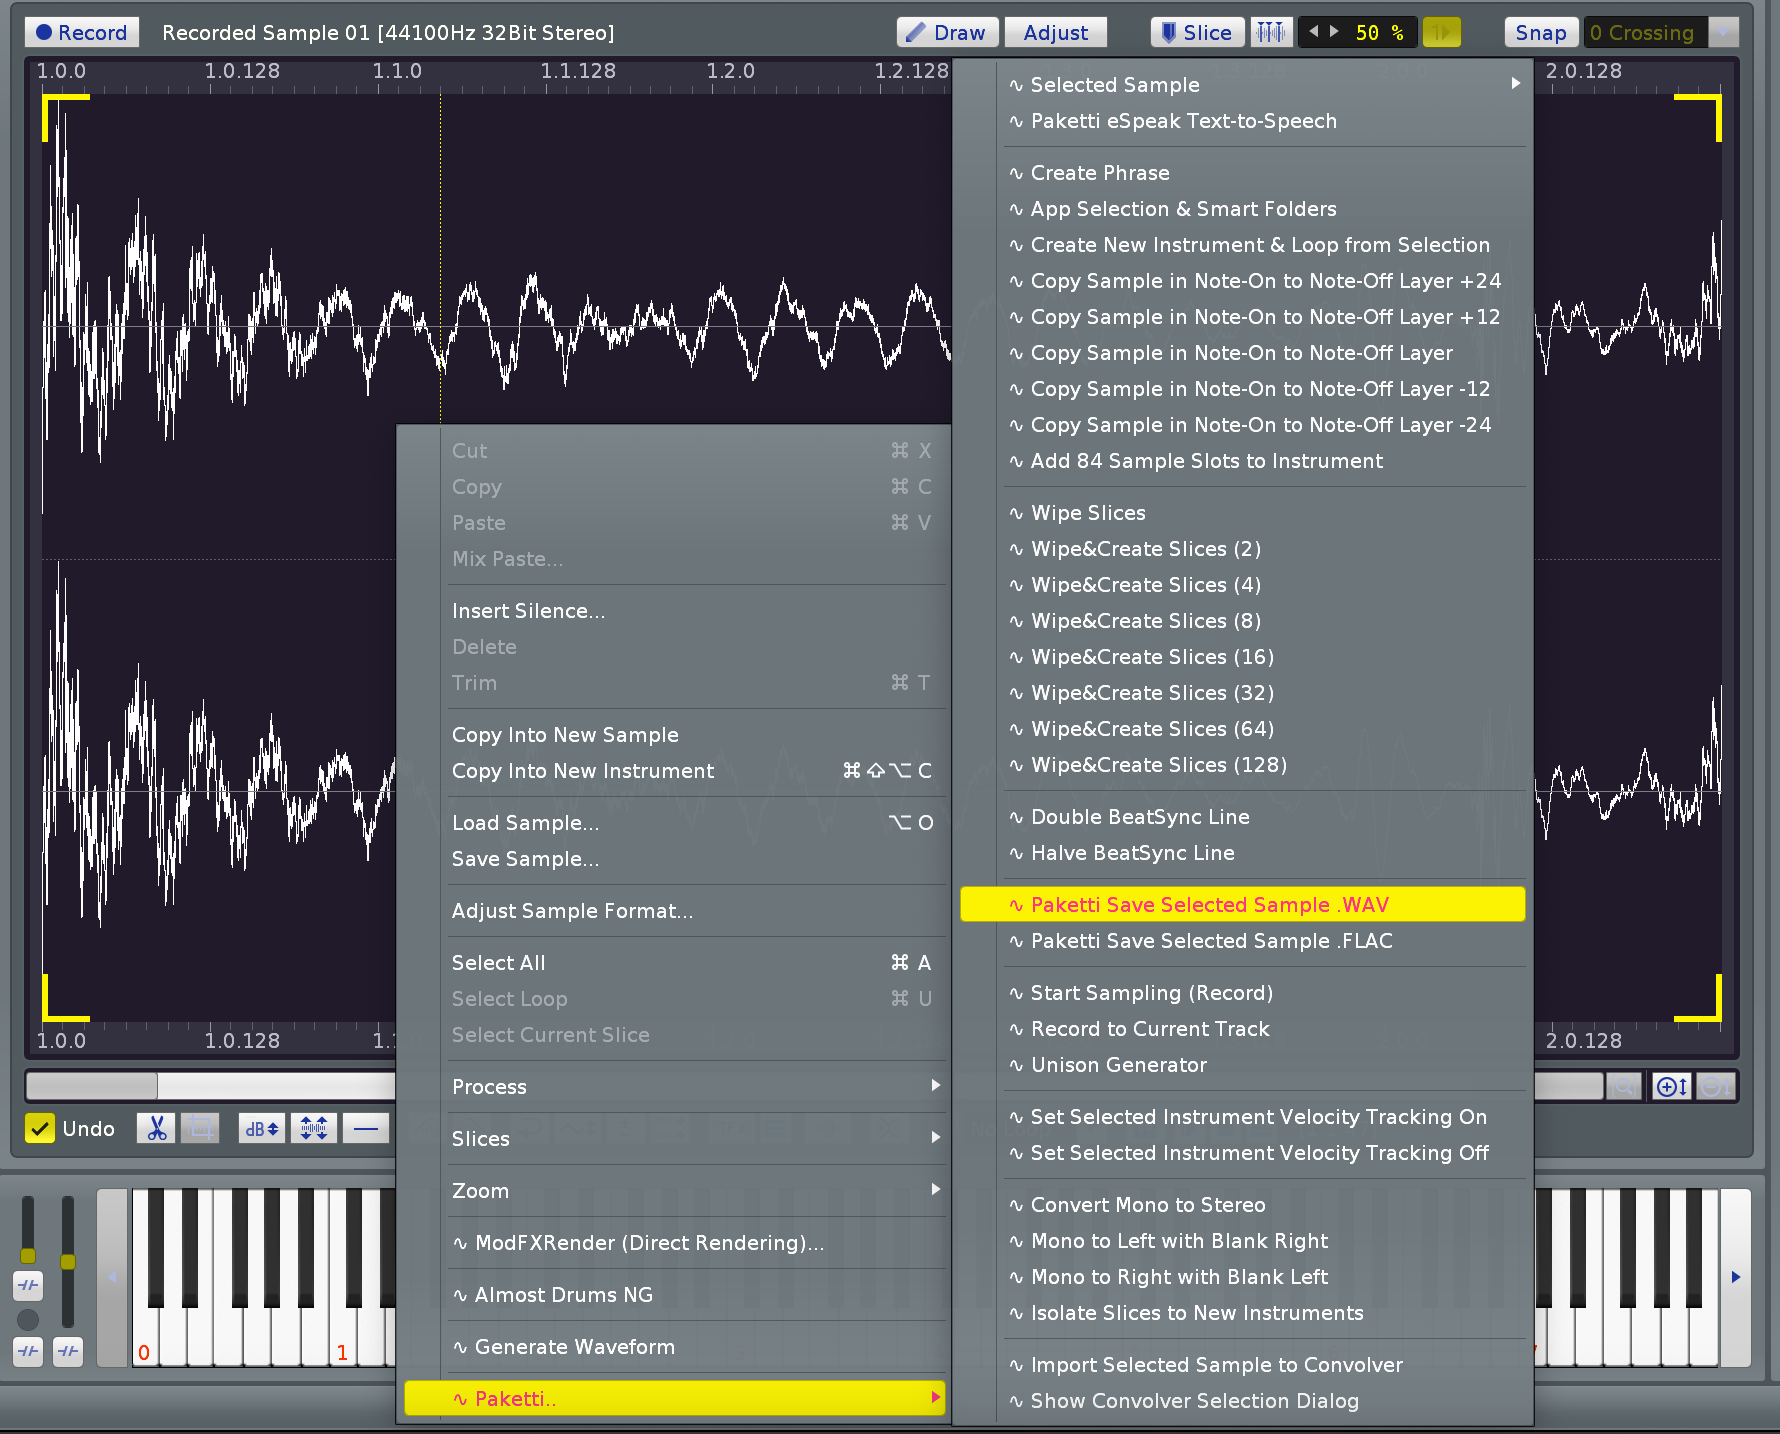 Record
Recorded Sample 01 [44100Hz 32Bit Stereo]
Draw
Adjust
Slice
50 %
Snap
0 Crossing
1.0.0
1.0.128
1.1.0
1.1.128
1.2.0
1.2.128
2.0.128
Cut ⌘ X
Copy ⌘ C
Paste ⌘ V
Mix Paste...
Insert Silence...
Delete
Trim ⌘ T
Copy Into New Sample
Copy Into New Instrument ⌘⇧⌥ C
Load Sample... ⌥ O
Save Sample...
Adjust Sample Format...
Select All ⌘ A
Select Loop ⌘ U
Select Current Slice
Process
Slices
Zoom
∿ ModFXRender (Direct Rendering)...
∿ Almost Drums NG
∿ Generate Waveform
∿ Paketti..
∿ Selected Sample
∿ Paketti eSpeak Text-to-Speech
∿ Create Phrase
∿ App Selection & Smart Folders
∿ Create New Instrument & Loop from Selection
∿ Copy Sample in Note-On to Note-Off Layer +24
∿ Copy Sample in Note-On to Note-Off Layer +12
∿ Copy Sample in Note-On to Note-Off Layer
∿ Copy Sample in Note-On to Note-Off Layer -12
∿ Copy Sample in Note-On to Note-Off Layer -24
∿ Add 84 Sample Slots to Instrument
∿ Wipe Slices
∿ Wipe&Create Slices (2)
∿ Wipe&Create Slices (4)
∿ Wipe&Create Slices (8)
∿ Wipe&Create Slices (16)
∿ Wipe&Create Slices (32)
∿ Wipe&Create Slices (64)
∿ Wipe&Create Slices (128)
∿ Double BeatSync Line
∿ Halve BeatSync Line
∿ Paketti Save Selected Sample .WAV
∿ Paketti Save Selected Sample .FLAC
∿ Start Sampling (Record)
∿ Record to Current Track
∿ Unison Generator
∿ Set Selected Instrument Velocity Tracking On
∿ Set Selected Instrument Velocity Tracking Off
∿ Convert Mono to Stereo
∿ Mono to Left with Blank Right
∿ Mono to Right with Blank Left
∿ Isolate Slices to New Instruments
∿ Import Selected Sample to Convolver
∿ Show Convolver Selection Dialog
1.0.0
1.0.128
2.0.128
Undo
dB
0
1